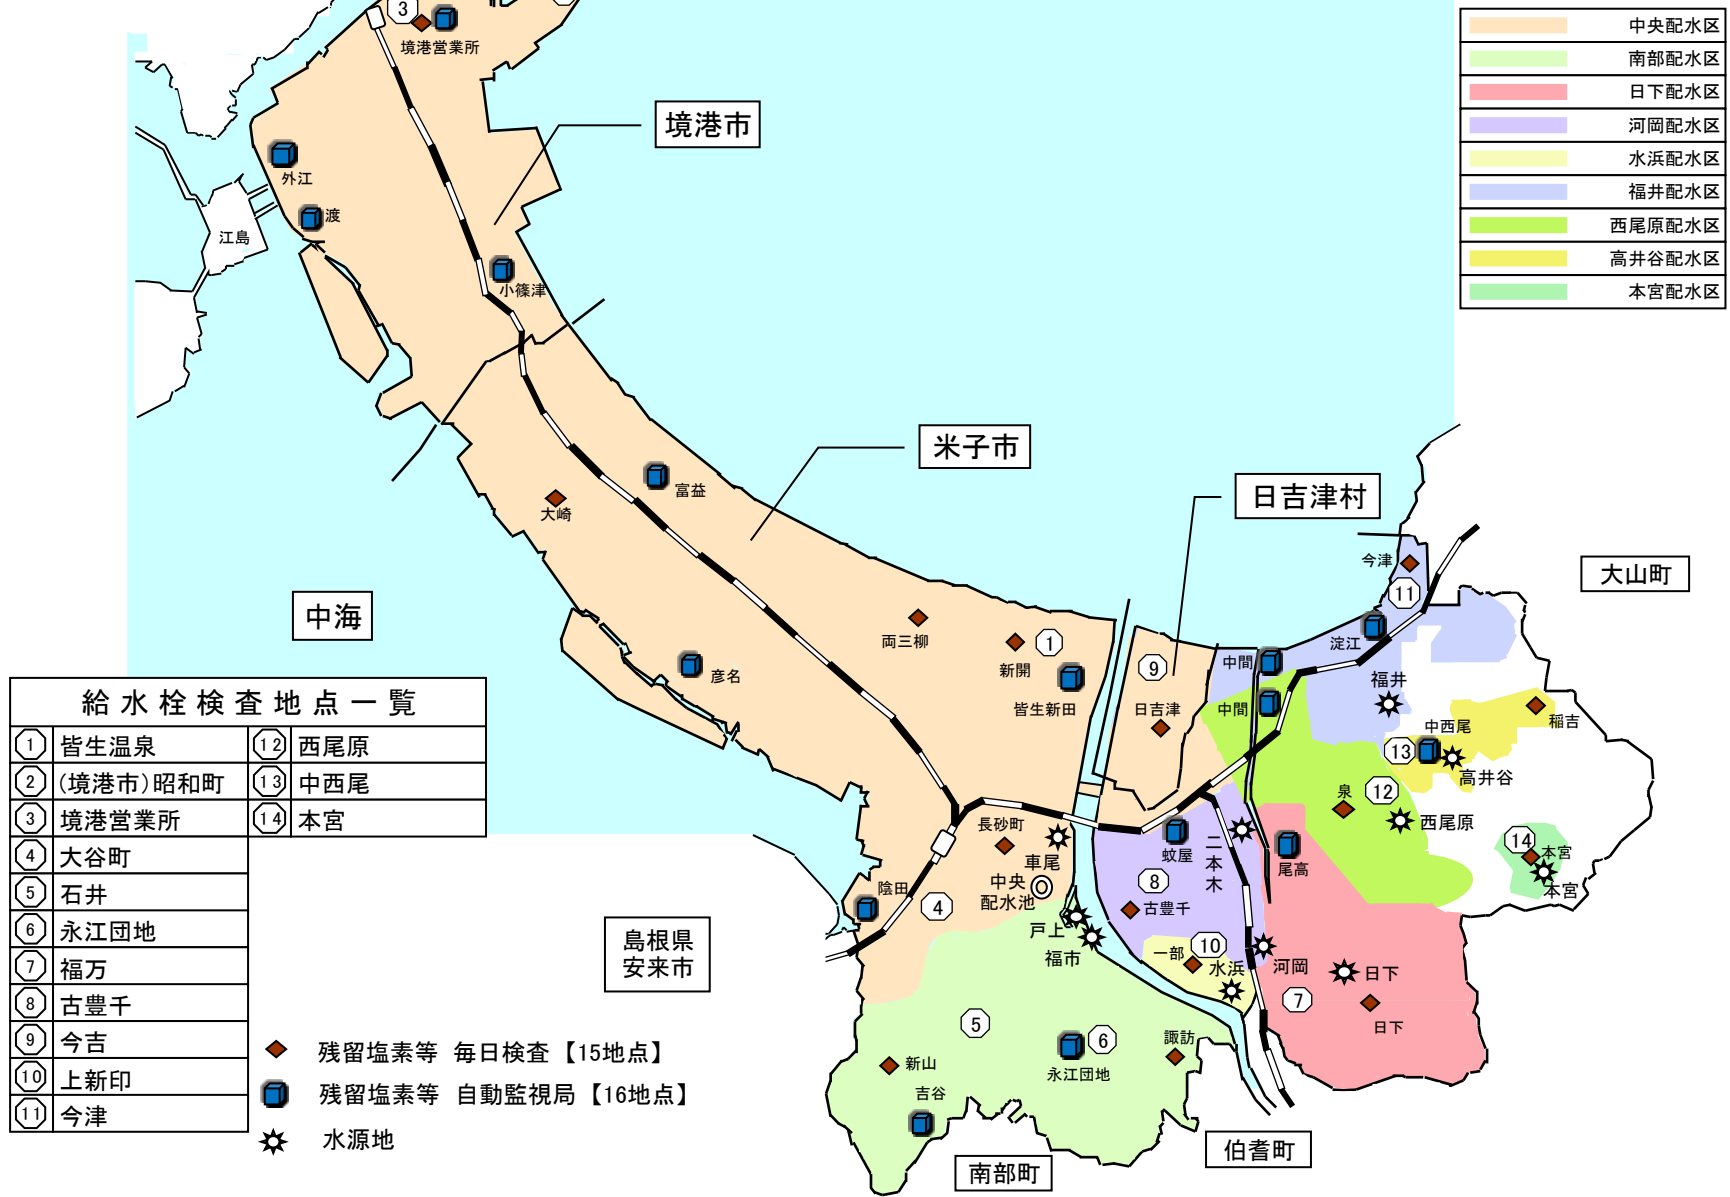 3
境港営業所
中央配水区
南部配水区
日下配水区
河岡配水区
水浜配水区
福井配水区
西尾原配水区
高井谷配水区
本宮配水区
境港市
外江
渡
江島
小篠津
米子市
富益
大崎
日吉津村
今津
11
大山町
中海
両三柳
新開
1
皆生新田
彦名
9
日吉津
中間
中間
淀江
福井
中西尾
13
高井谷
稲吉
泉
12
西尾原
14
本宮
本宮
長砂町
車尾
中央
配水池
陰田
4
蚊屋
二本木
尾高
8
古豊千
戸上
福市
一部
10
水浜
河岡
日下
7
日下
島根県
安来市
5
6
永江団地
諏訪
新山
吉谷
伯耆町
南部町
給水栓検査地点一覧
1 皆生温泉 12 西尾原
2 (境港市)昭和町 13 中西尾
3 境港営業所 14 本宮
4 大谷町
5 石井
6 永江団地
7 福万
8 古豊千
9 今吉
10 上新印
11 今津
残留塩素等 毎日検査【15地点】
残留塩素等 自動監視局【16地点】
水源地